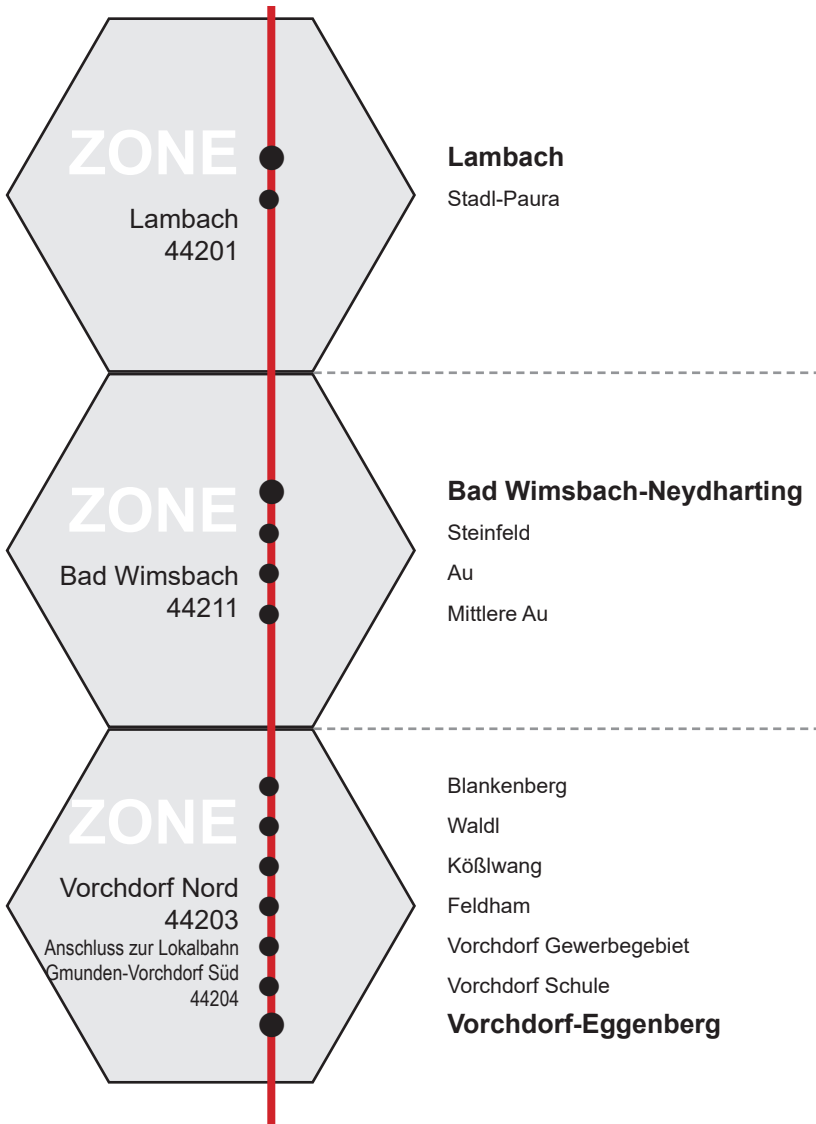 ZONE
Lambach
44201
Lambach
Stadl-Paura
ZONE
Bad Wimsbach
44211
Bad Wimsbach-Neydharting
Steinfeld
Au
Mittlere Au
ZONE
Vorchdorf Nord
44203
Anschluss zur Lokalbahn
Gmunden-Vorchdorf Süd
44204
Blankenberg
Waldl
Kößlwang
Feldham
Vorchdorf Gewerbegebiet
Vorchdorf Schule
Vorchdorf-Eggenberg